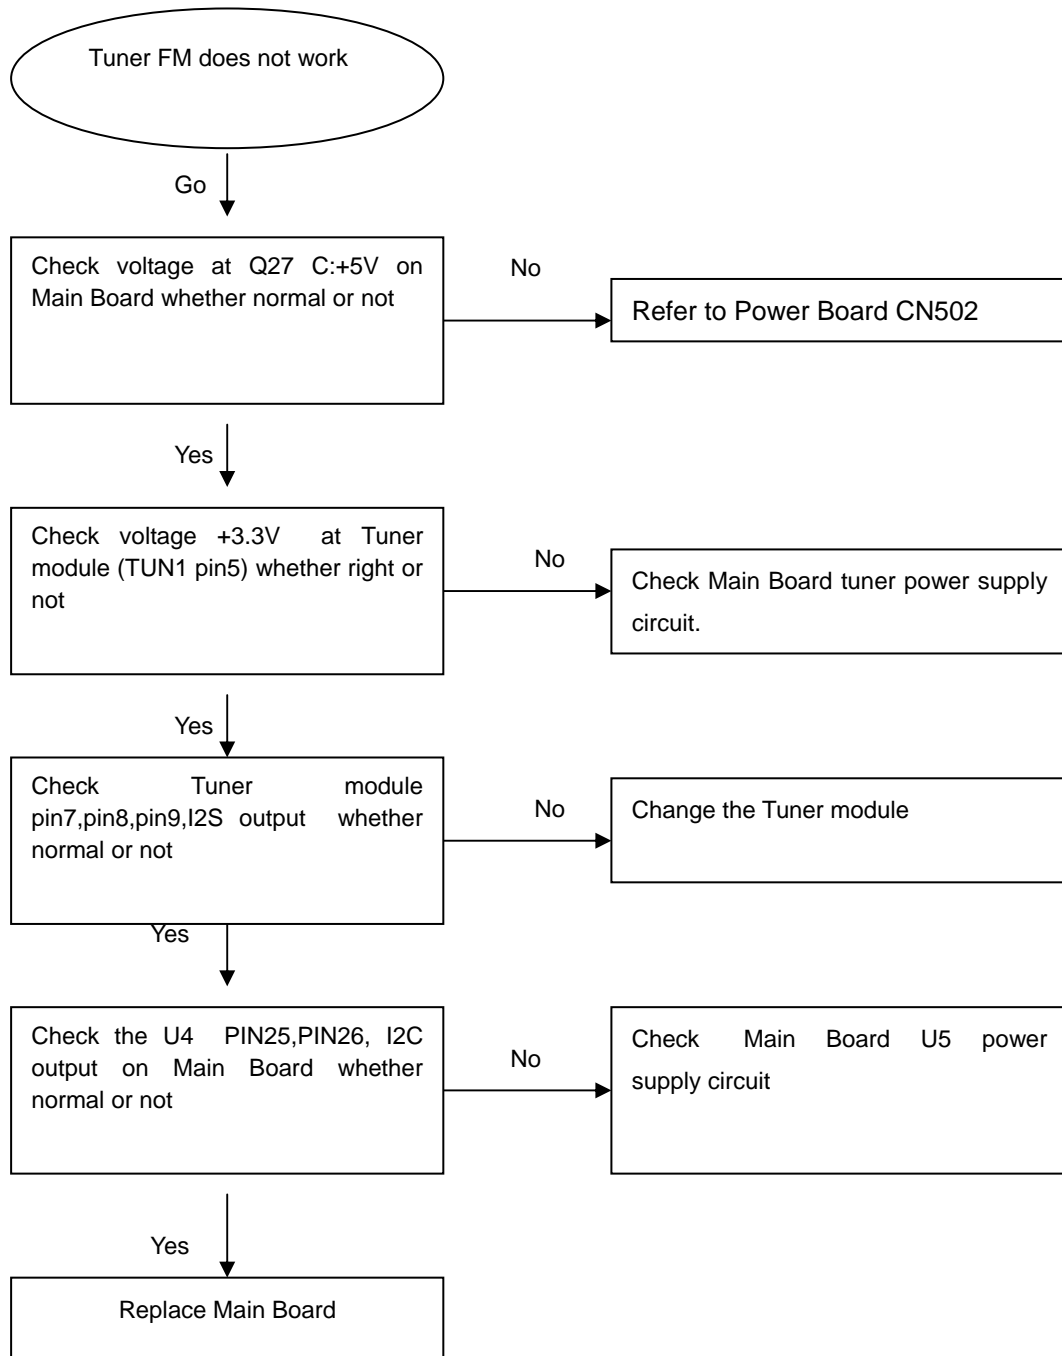 Tuner FM does not work
Go
Check voltage at Q27 C:+5V on
Main Board whether normal or not
No
Refer to Power Board CN502
Yes
Check voltage +3.3V at Tuner
module (TUN1 pin5) whether right or
not
No
Check Main Board tuner power supply
circuit.
Yes
Check Tuner module
pin7,pin8,pin9,I2S output whether
normal or not
No
Change the Tuner module
Yes
Check the U4 PIN25,PIN26, I2C
output on Main Board whether
normal or not
No
Check Main Board U5 power
supply circuit
Yes
Replace Main Board